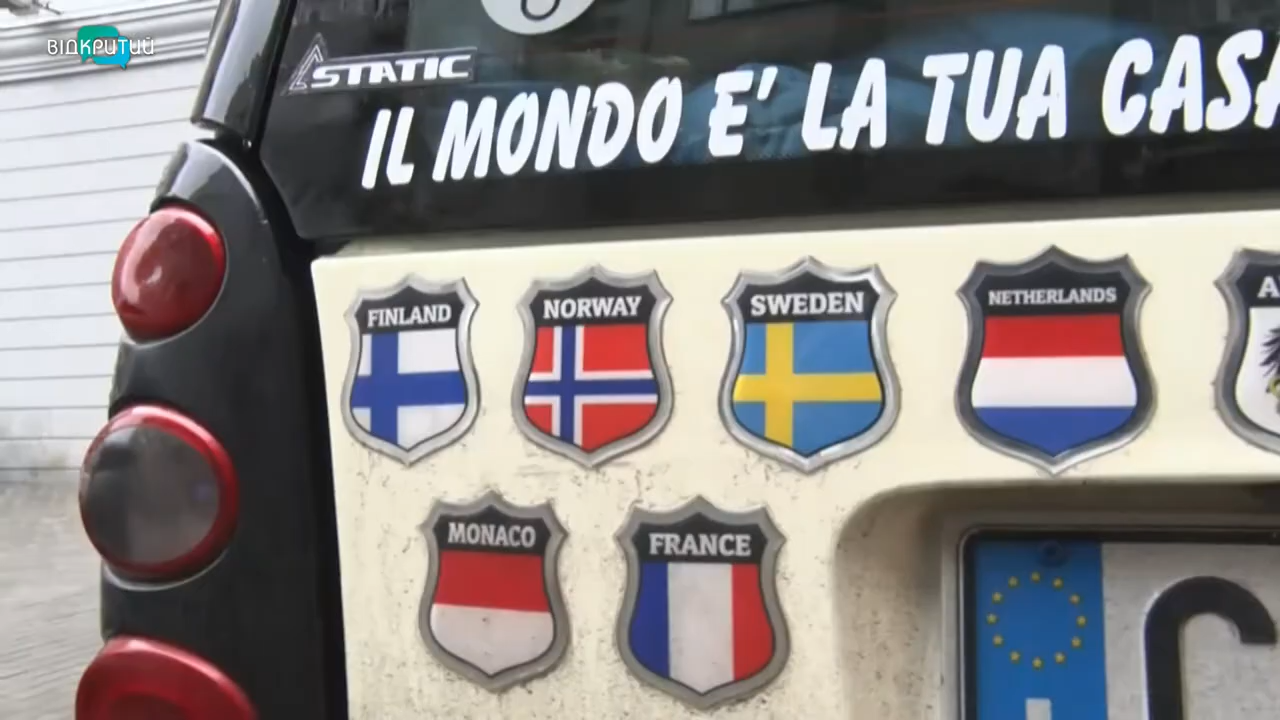 ВІДКРИТИЙ
STATIC
IL MONDO E' LA TUA CASA
FINLAND
NORWAY
SWEDEN
NETHERLANDS
MONACO
FRANCE